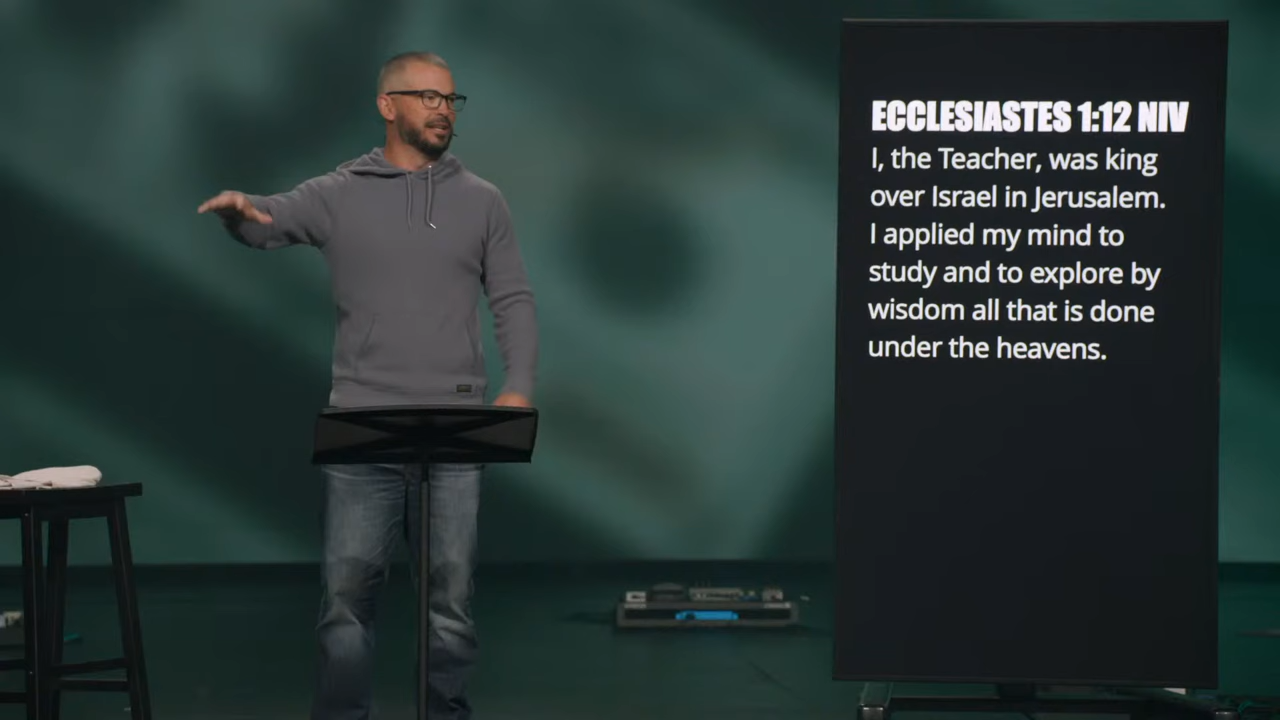 ECCLESIASTES 1:12 NIV
I, the Teacher, was king
over Israel in Jerusalem.
I applied my mind to
study and to explore by
wisdom all that is done
under the heavens.